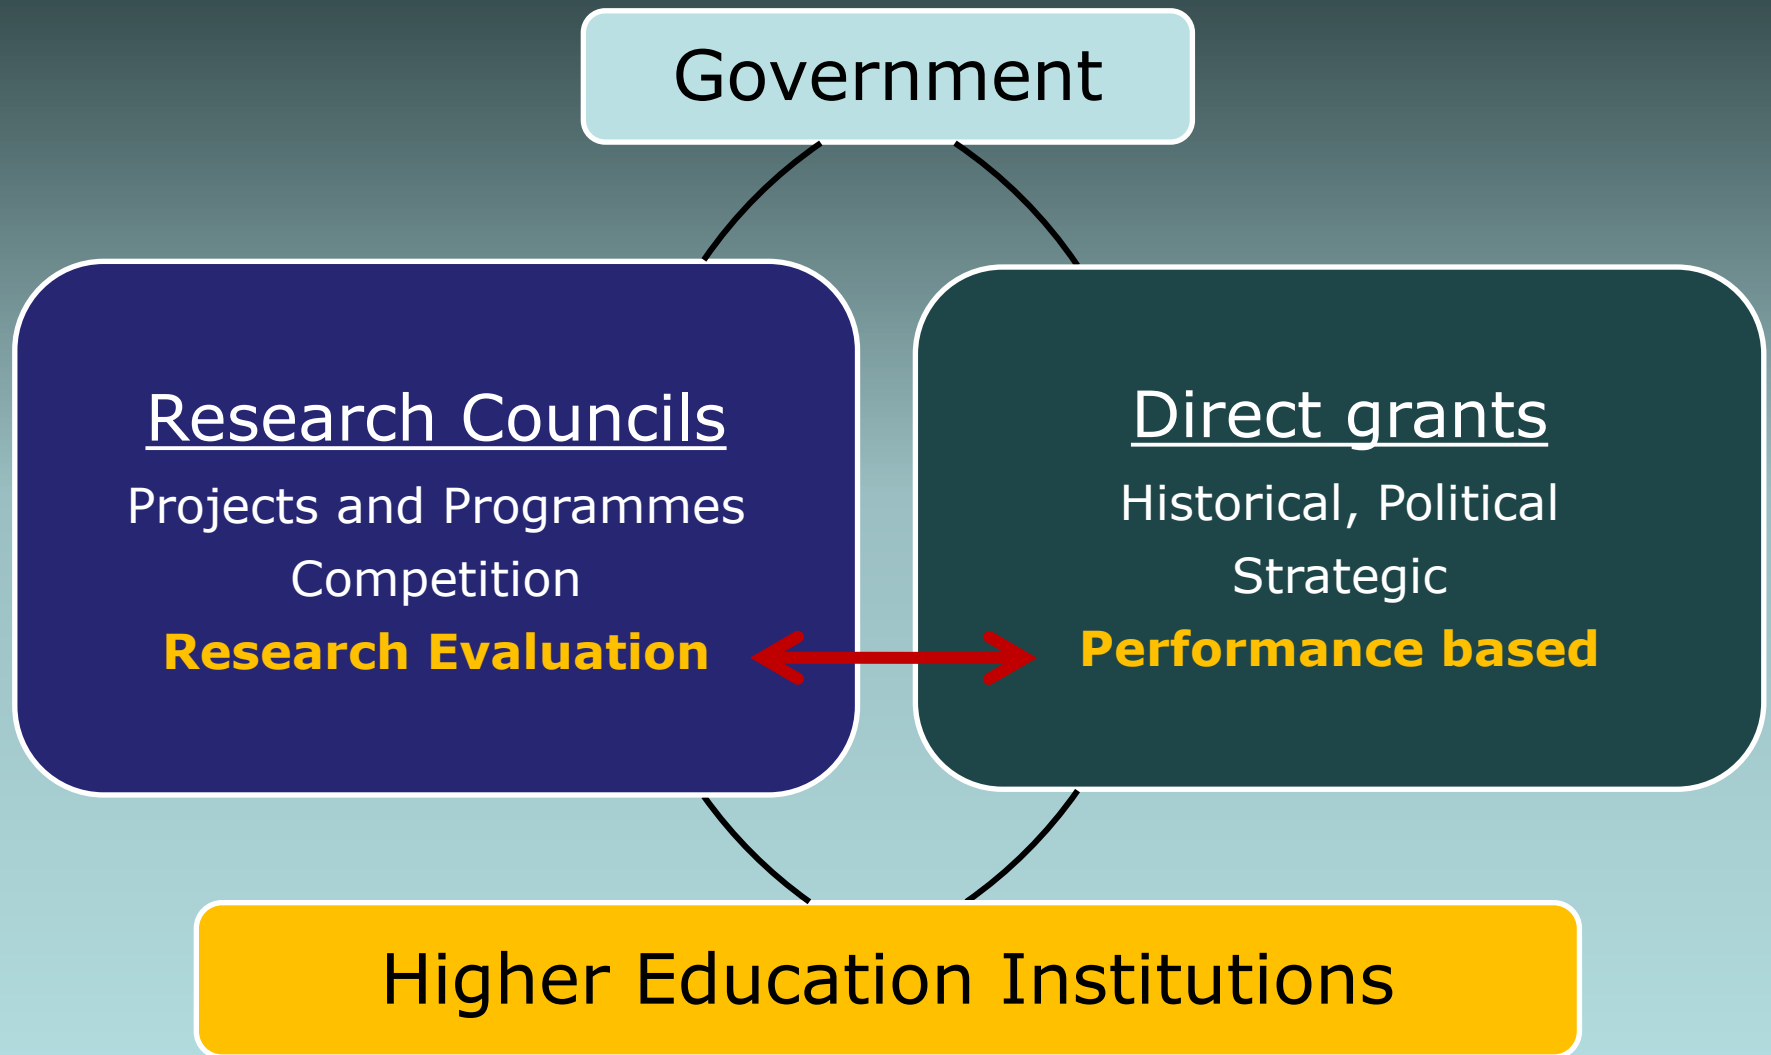 Government
Research Councils
Projects and Programmes
Competition
Research Evaluation
Direct grants
Historical, Political
Strategic
Performance based
Higher Education Institutions